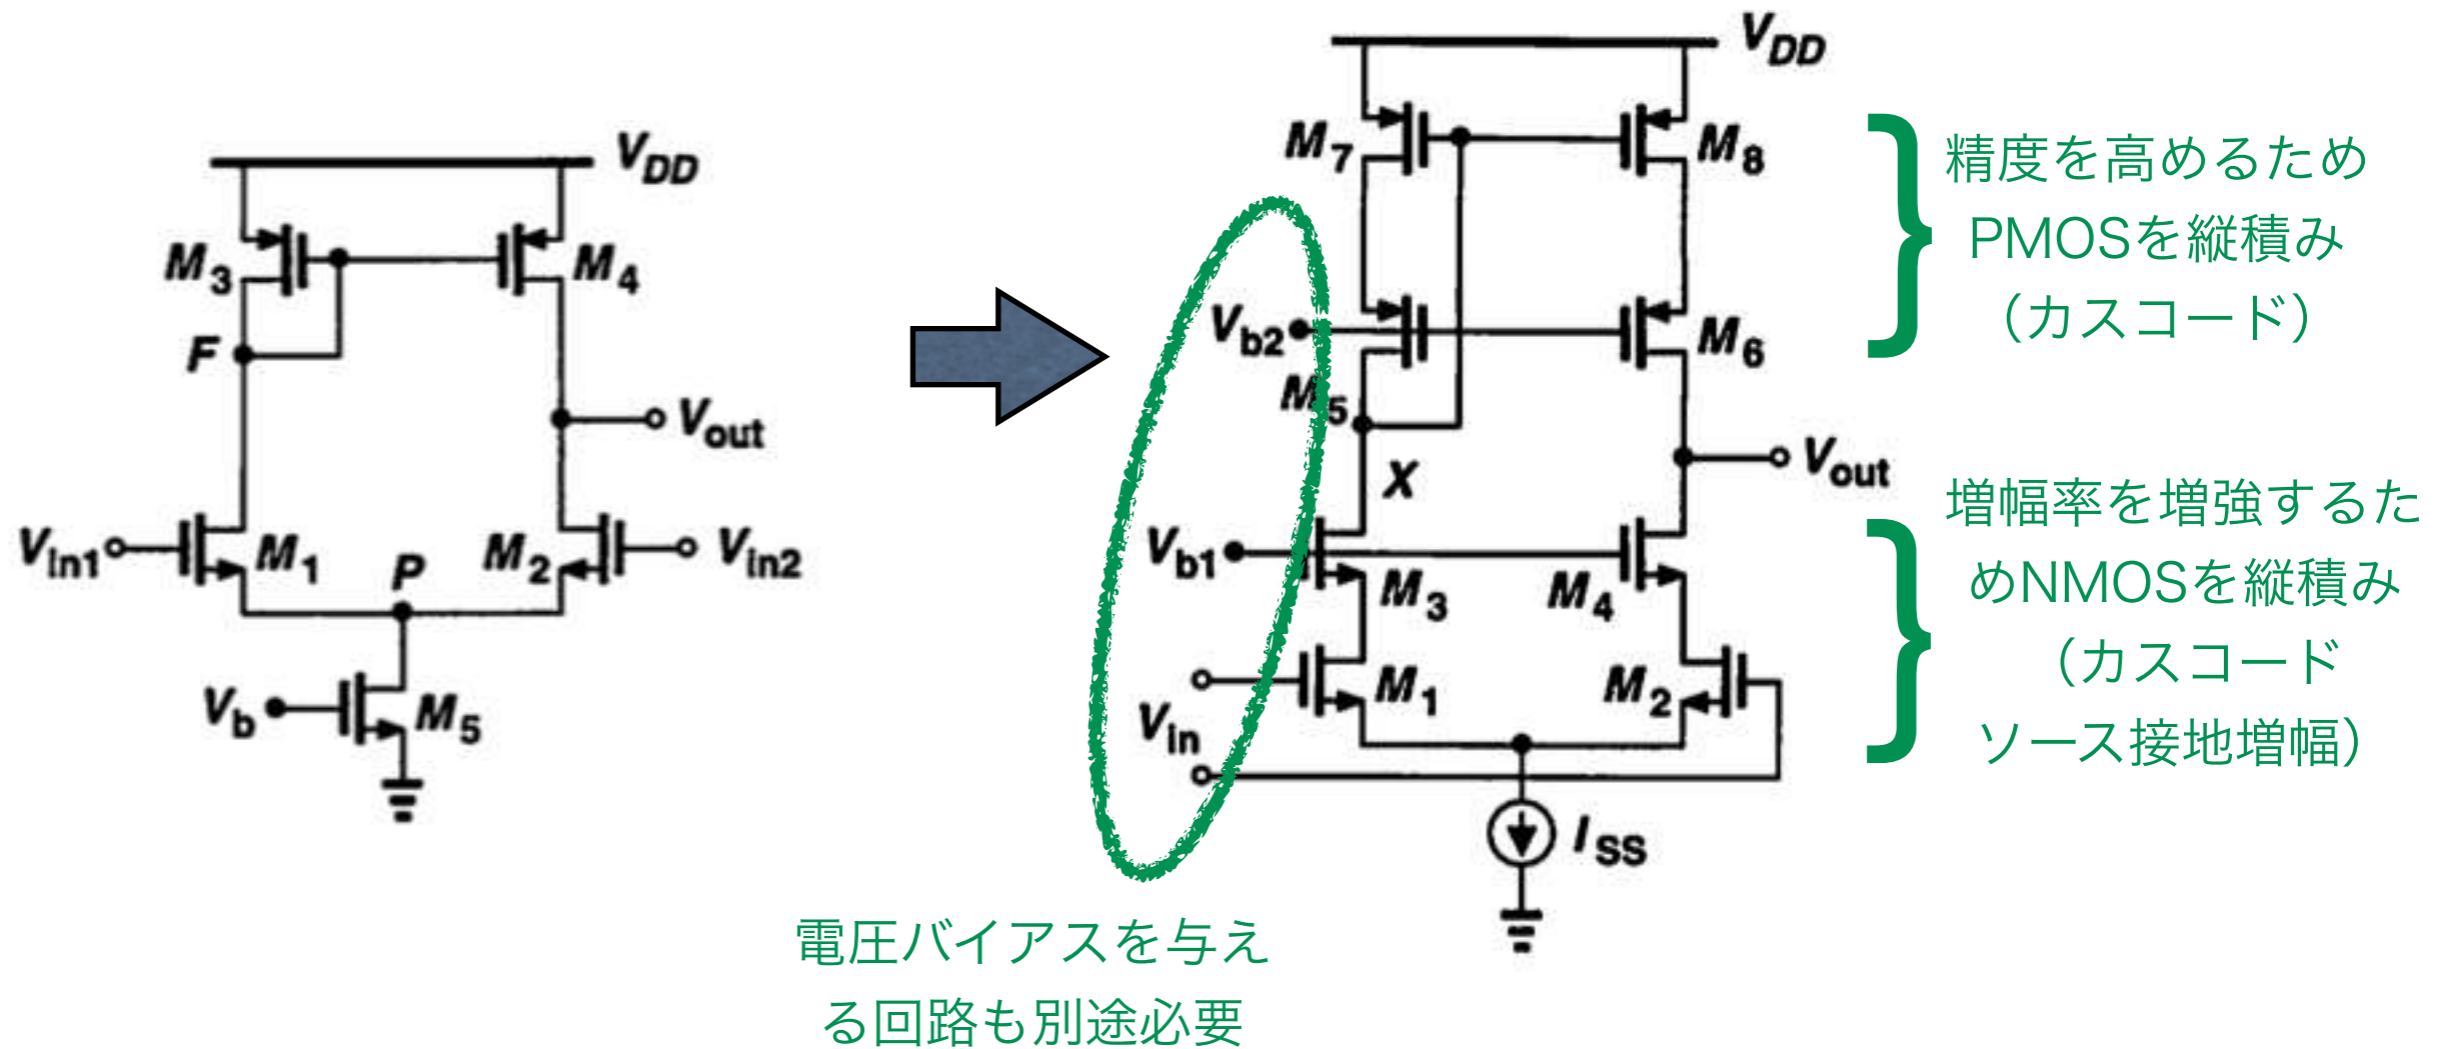 VDD
M3
M4
F
Vout
Vin1
M1
P
M2
Vin2
Vb
M5
VDD
M7
M8
Vb2
M6
M5
X
Vout
Vb1
M3
M4
Vin
M1
M2
ISS
精度を高めるため
PMOSを縦積み
（カスコード）
増幅率を増強するた
めNMOSを縦積み
（カスコード
ソース接地増幅）
電圧バイアスを与え
る回路も別途必要